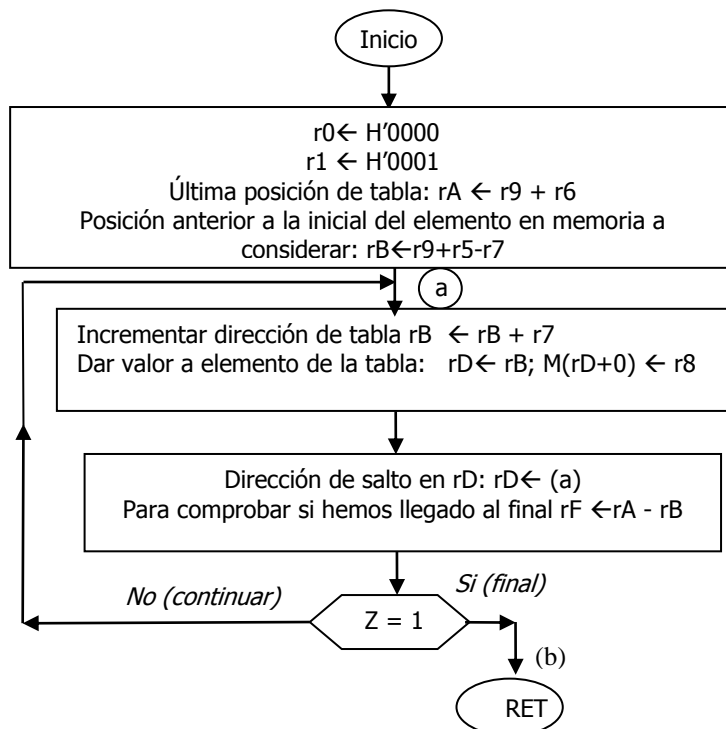 Inicio
r0← H'0000
r1 ← H'0001
Última posición de tabla: rA ← r9 + r6
Posición anterior a la inicial del elemento en memoria a
considerar: rB←r9+r5-r7
a
Incrementar dirección de tabla rB ← rB + r7
Dar valor a elemento de la tabla: rD← rB; M(rD+0) ← r8
Dirección de salto en rD: rD← (a)
Para comprobar si hemos llegado al final rF ←rA - rB
No (continuar)
Si (final)
Z = 1
(b)
RET